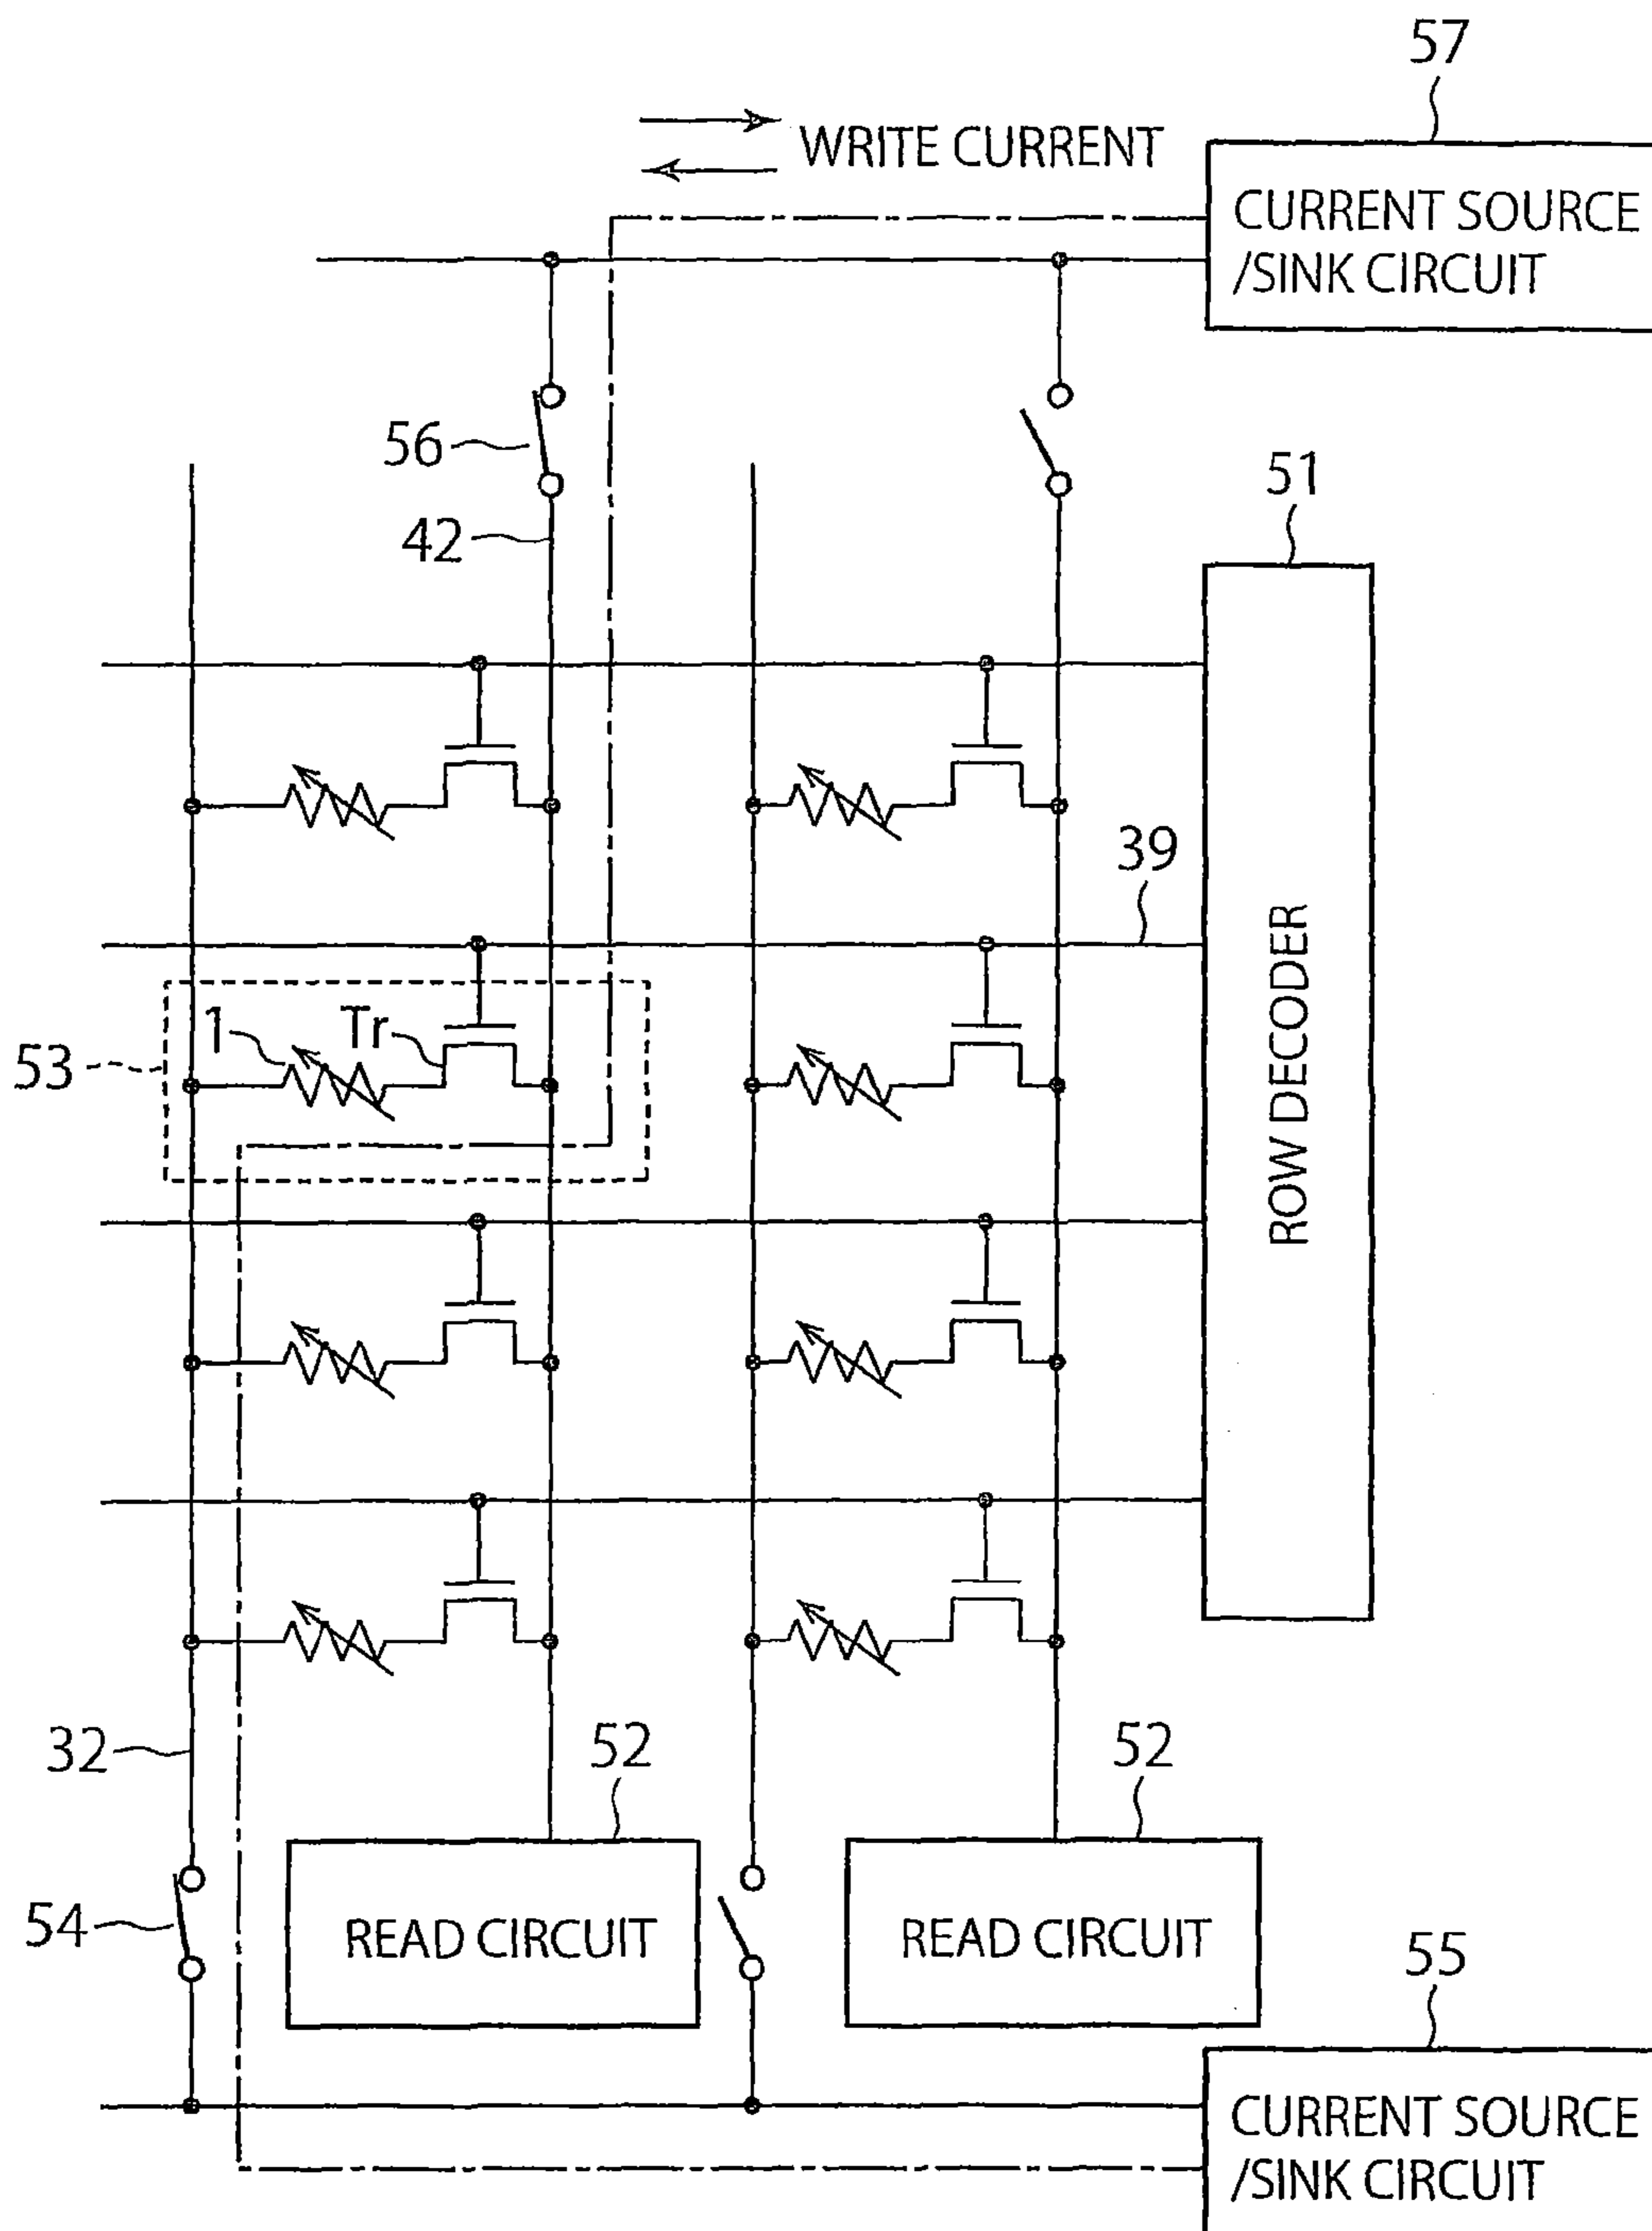 57
WRITE CURRENT
CURRENT SOURCE
/SINK CIRCUIT
56
51
42
39
ROW DECODER
1
Tr
53
32
52
52
54
READ CIRCUIT
READ CIRCUIT
55
CURRENT SOURCE
/SINK CIRCUIT